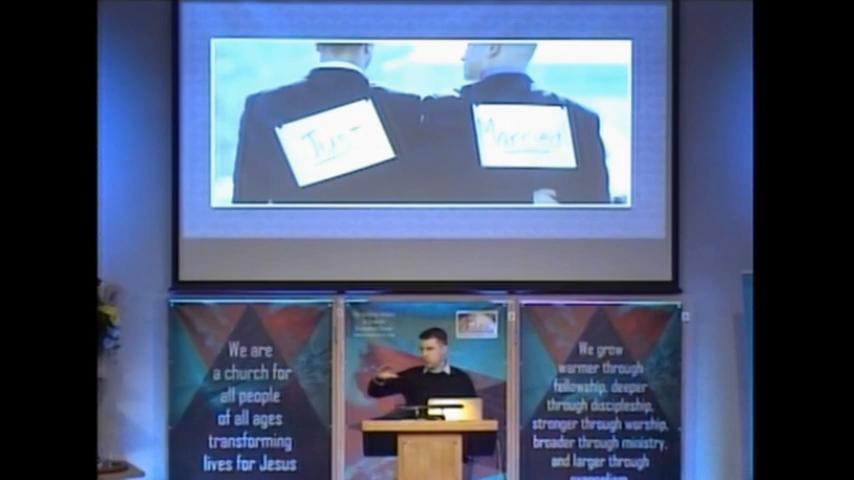 Just
Married
We are
a church for
all people
of all ages
transforming
lives for Jesus
We grow
warmer through
fellowship, deeper
through discipleship,
stronger through worship,
broader through ministry,
and larger through
evangelism